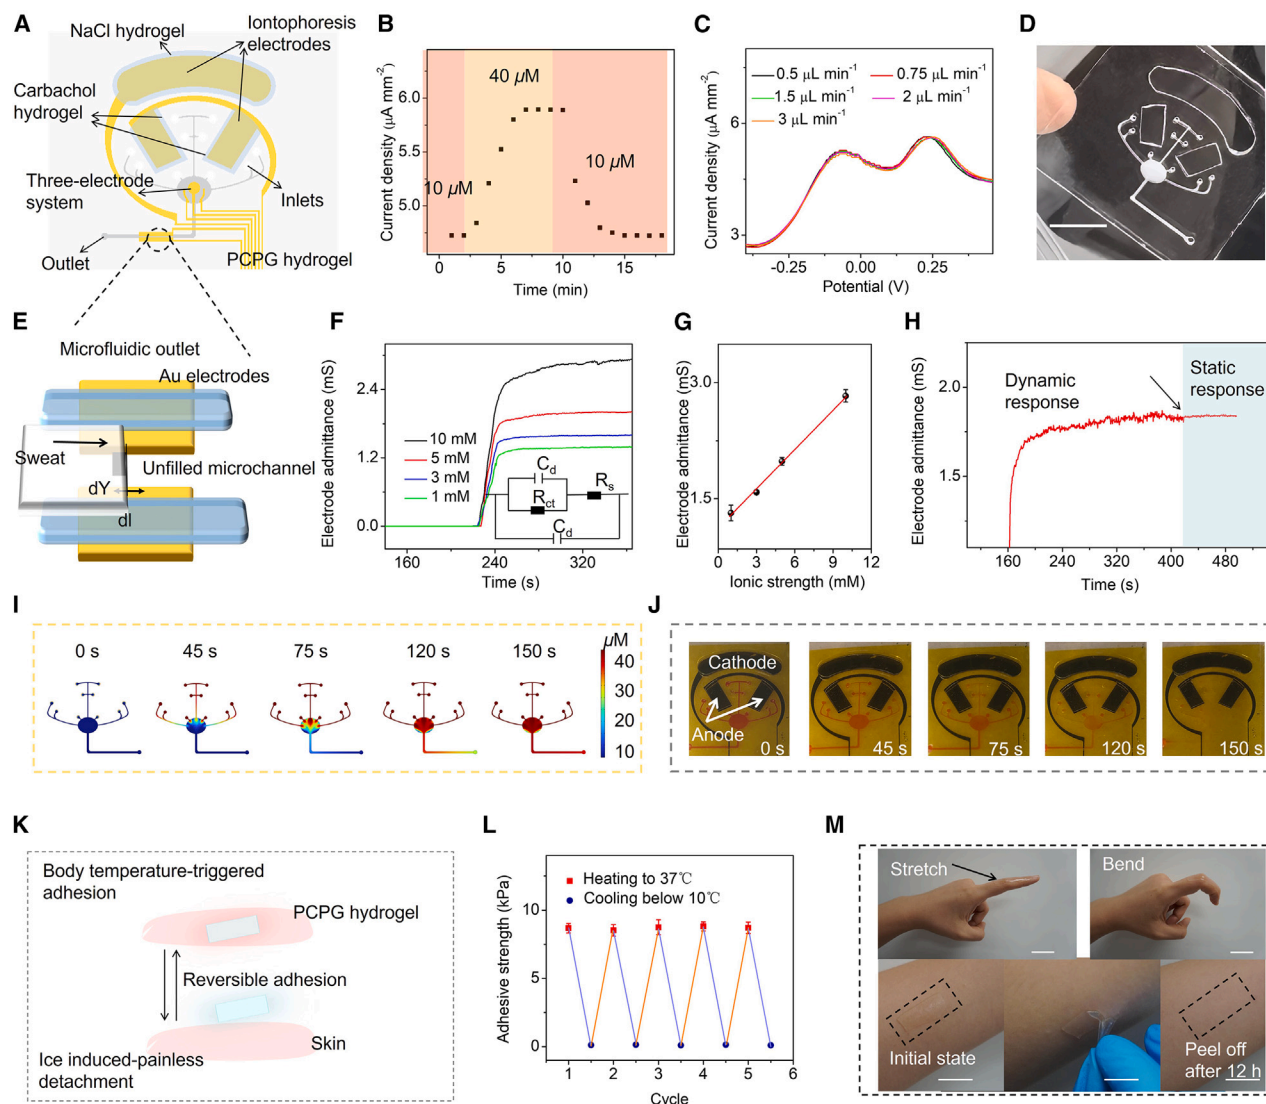 A
NaCl hydrogel
Iontophoresis
electrodes
Carbachol
hydrogel
Three-electrode
system
Inlets
Outlet
PCPG hydrogel
B
Current density (µA mm⁻²)
6.0
5.5
5.0
10 µM
40 µM
10 µM
0
5
10
15
Time (min)
C
Current density (µA mm⁻²)
6
3
0.5 µL min⁻¹
0.75 µL min⁻¹
1.5 µL min⁻¹
2 µL min⁻¹
3 µL min⁻¹
-0.25
0.00
0.25
Potential (V)
D
E
Microfluidic outlet
Au electrodes
Sweat
Unfilled microchannel
dY
dl
F
Electrode admittance (mS)
2.4
1.2
0.0
10 mM
5 mM
3 mM
1 mM
Cd
Rs
Rct
Cd
160
240
320
Time (s)
G
Electrode admittance (mS)
3.0
1.5
0
3
6
9
12
Ionic strength (mM)
H
Electrode admittance (mS)
2.0
1.8
1.5
Dynamic
response
Static
response
120
160
240
320
400
480
Time (s)
I
0 s
45 s
75 s
120 s
150 s
µM
40
30
20
10
J
Cathode
Anode
0 s
45 s
75 s
120 s
150 s
K
Body temperature-triggered
adhesion
PCPG hydrogel
Reversible adhesion
Skin
Ice induced-painless
detachment
L
Adhesive strength (kPa)
10
5
0
Heating to 37℃
Cooling below 10℃
1
2
3
4
5
6
Cycle
M
Stretch
Bend
Initial state
Peel off
after 12 h